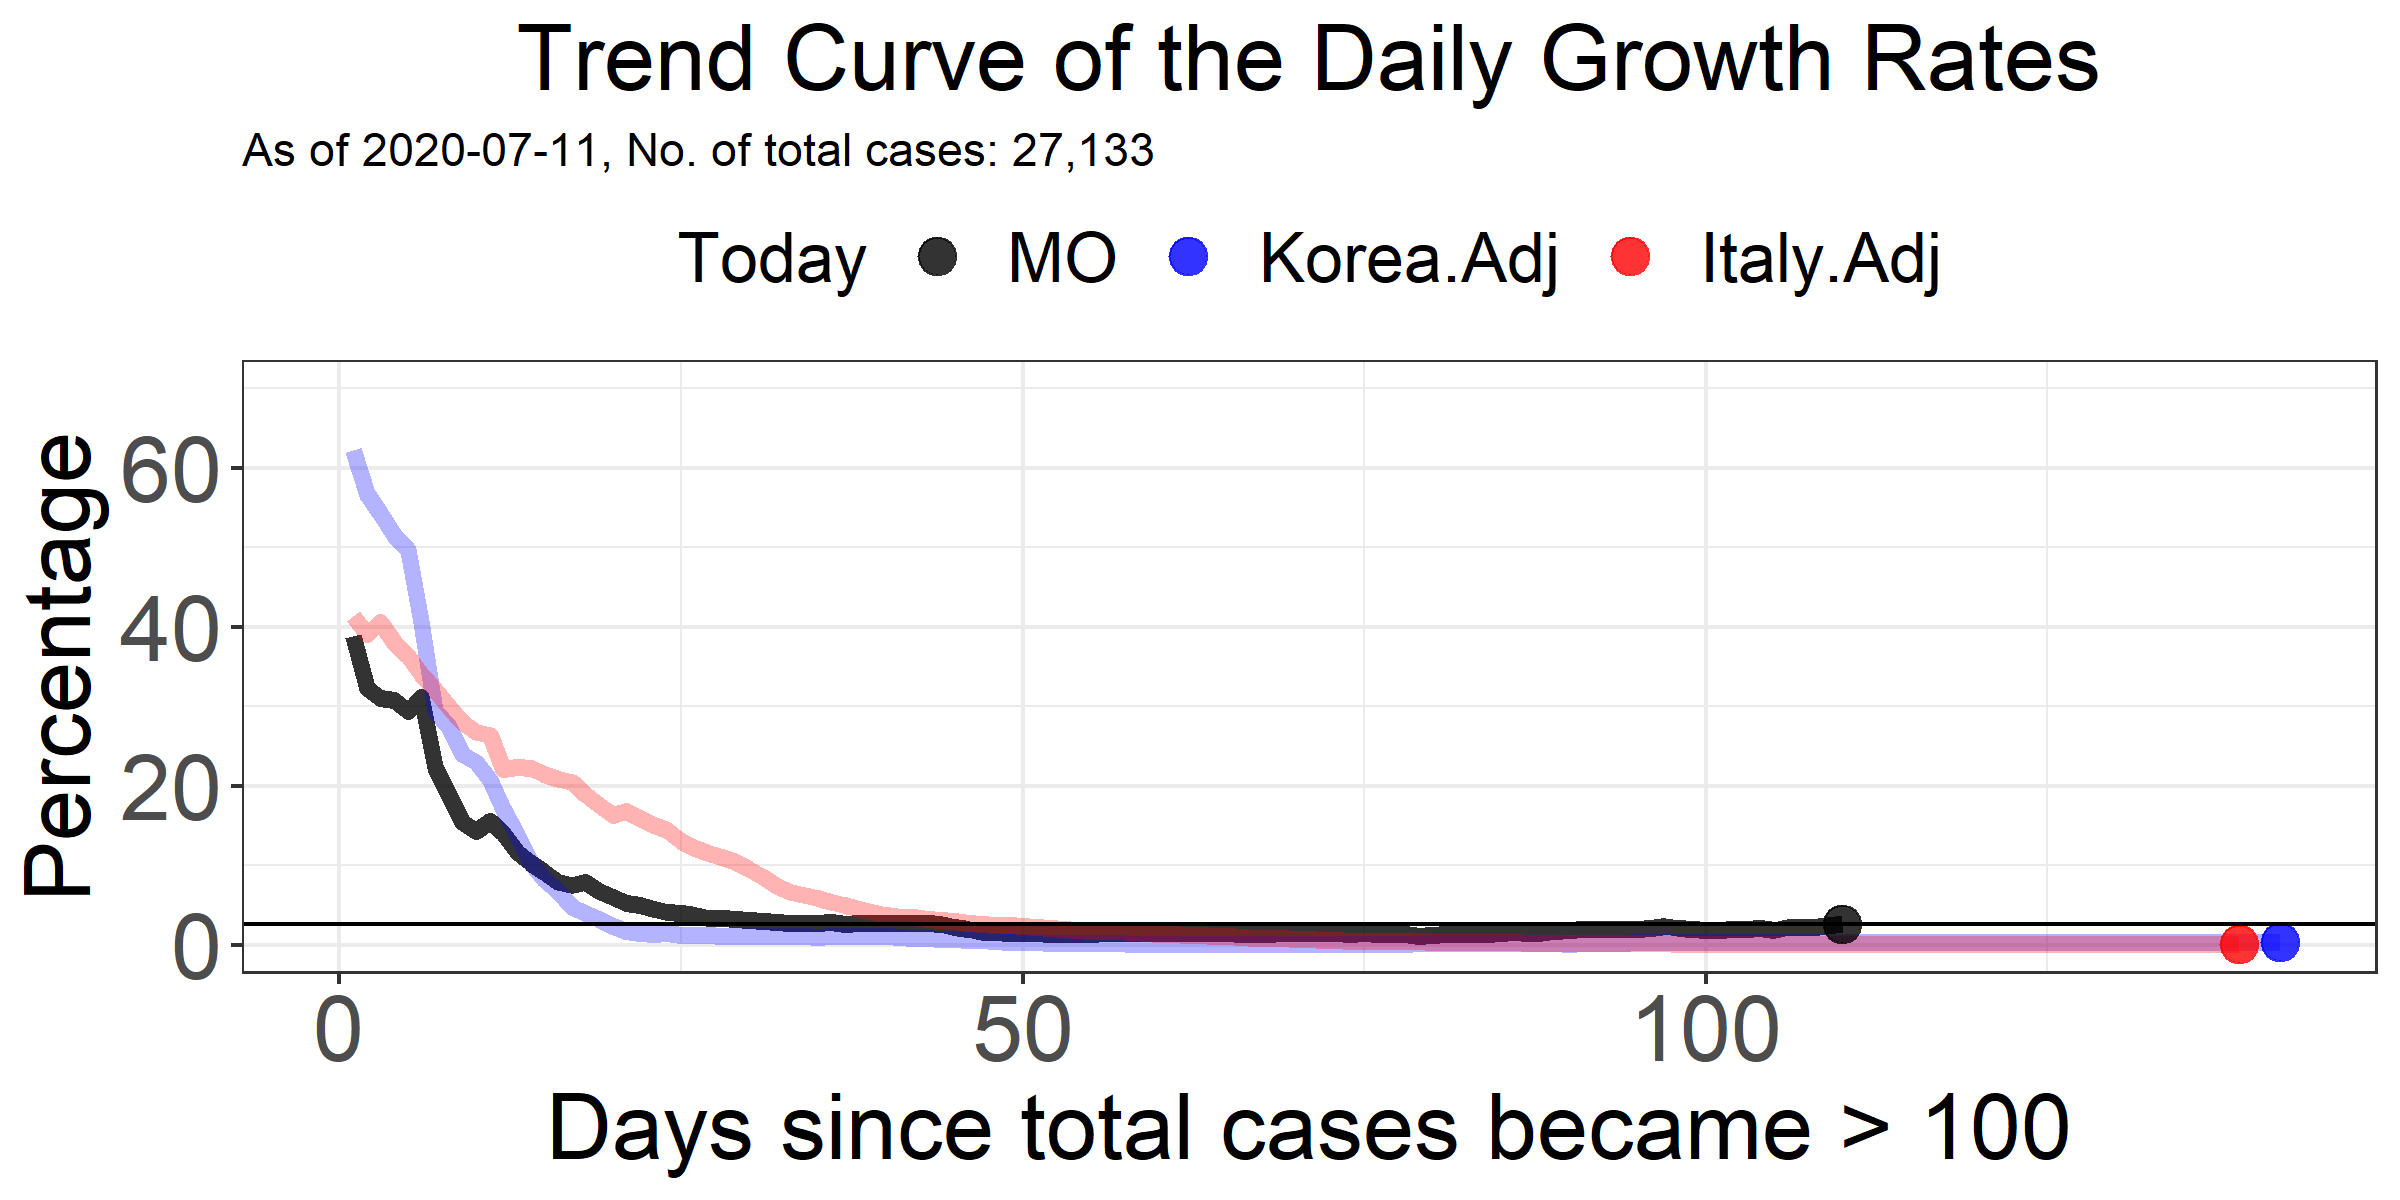 Trend Curve of the Daily Growth Rates
As of 2020-07-11, No. of total cases: 27,133
Today MO Korea.Adj Italy.Adj
Percentage
60
40
20
0
0 50 100
Days since total cases became > 100